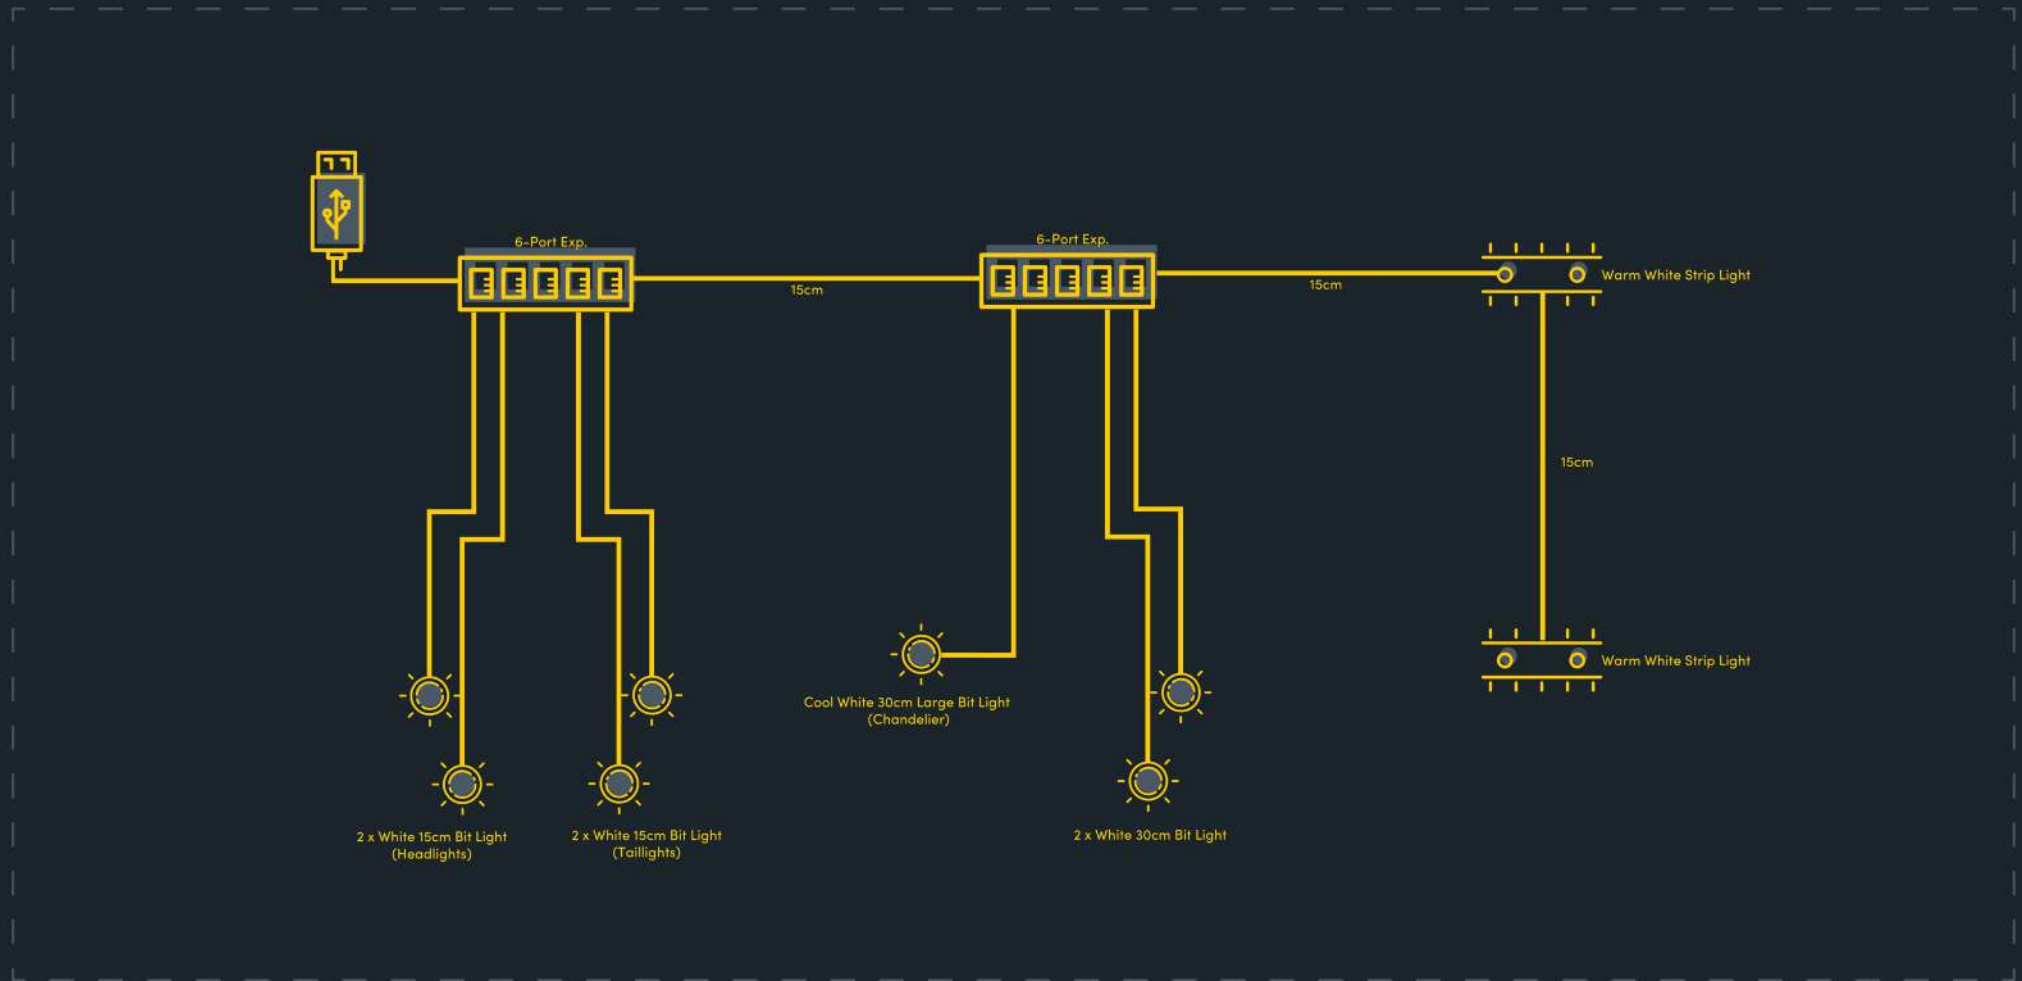 6-Port Exp.
6-Port Exp.
15cm
15cm
Warm White Strip Light
15cm
Warm White Strip Light
Cool White 30cm Large Bit Light
(Chandelier)
2 x White 15cm Bit Light
(Headlights)
2 x White 15cm Bit Light
(Taillights)
2 x White 30cm Bit Light